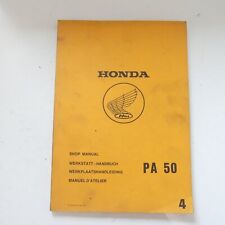 HONDA
SHOP MANUAL
WERKSTATT-HANDBUCH
WERKPLAATSHANDLEIDING
MANUEL D'ATELIER
PA 50
4